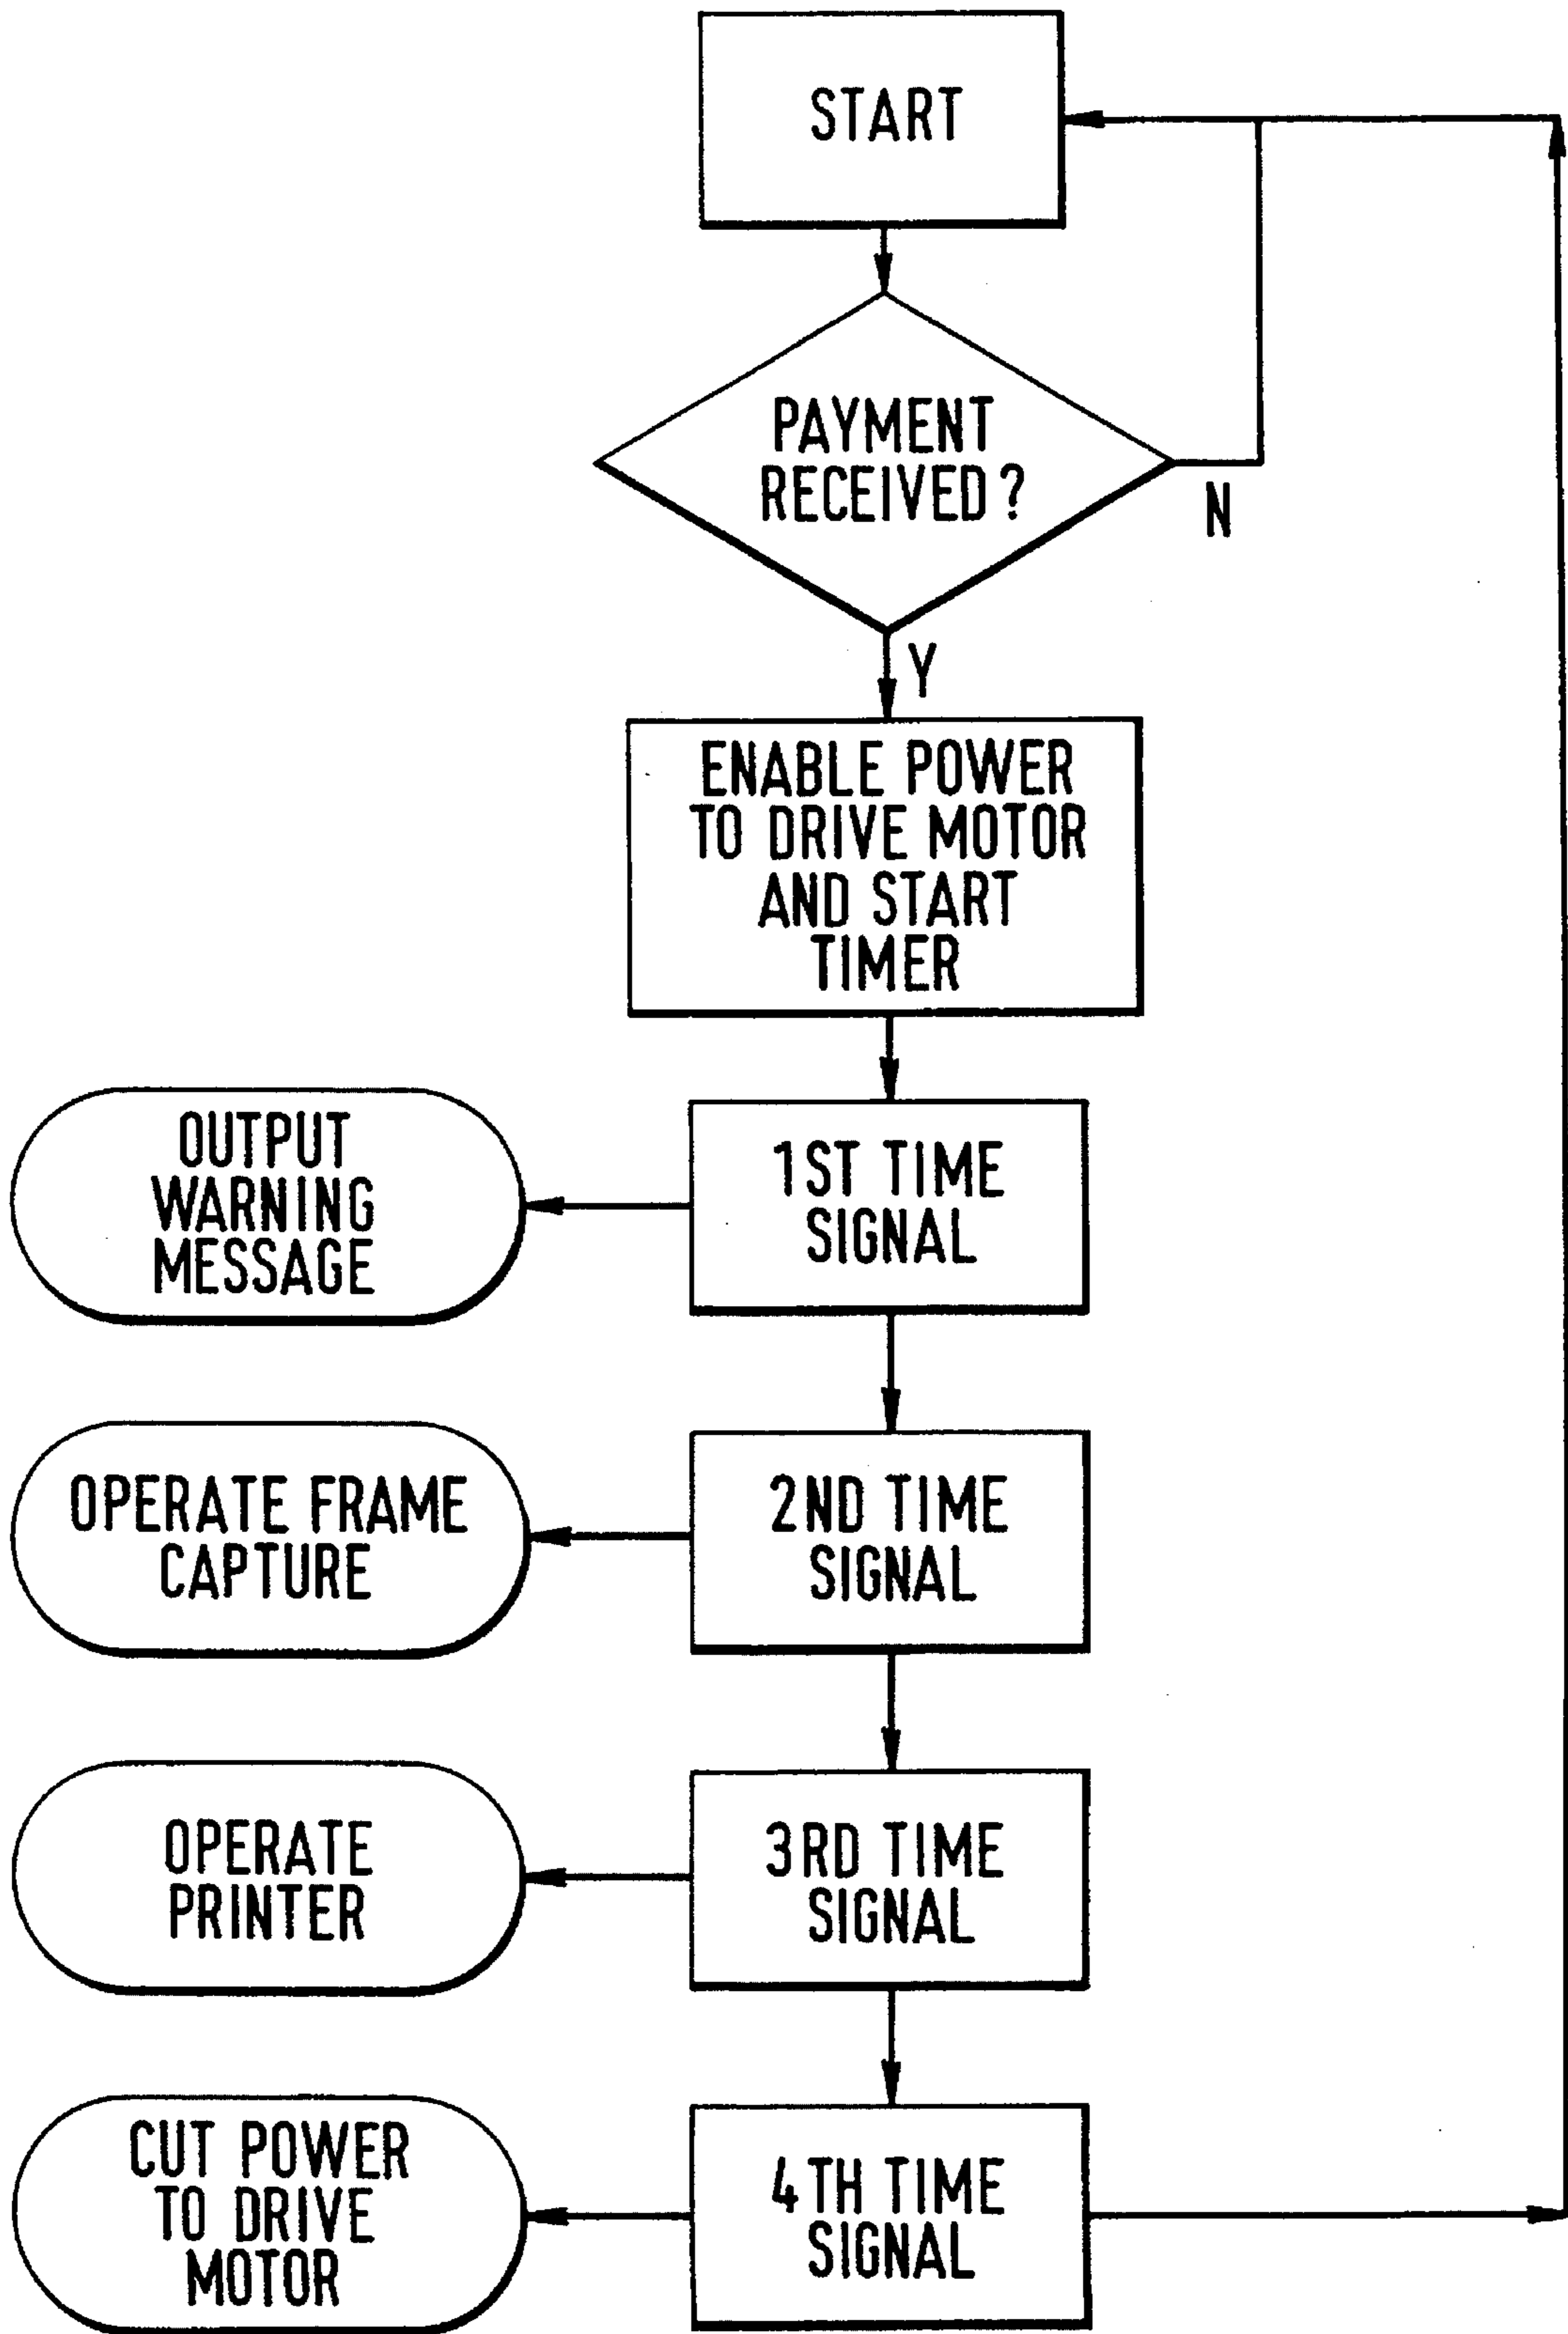 START
PAYMENT
RECEIVED?
N
Y
ENABLE POWER
TO DRIVE MOTOR
AND START
TIMER
OUTPUT
WARNING
MESSAGE
1ST TIME
SIGNAL
OPERATE FRAME
CAPTURE
2ND TIME
SIGNAL
OPERATE
PRINTER
3RD TIME
SIGNAL
CUT POWER
TO DRIVE
MOTOR
4TH TIME
SIGNAL